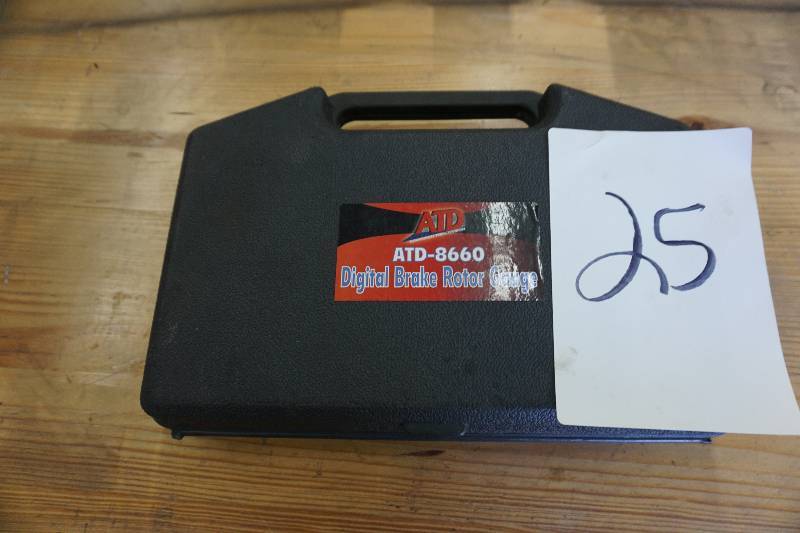 ATD
ATD-8660
Digital Brake Rotor Gauge
25